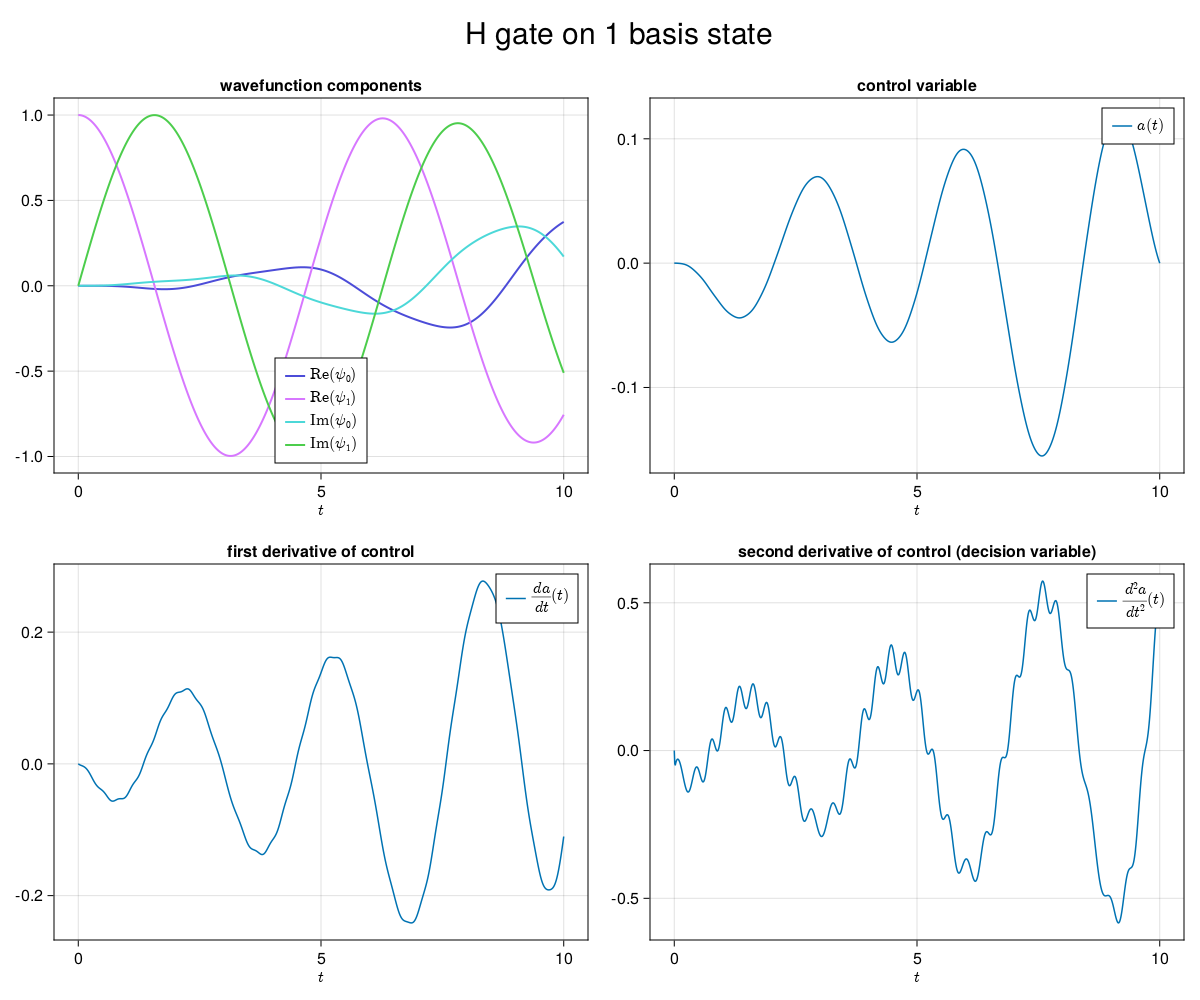 H gate on 1 basis state
wavefunction components
1.0
0.5
0.0
-0.5
-1.0
Re(ψ₀)
Re(ψ₁)
Im(ψ₀)
Im(ψ₁)
0 5 10
t
control variable
0.1
0.0
-0.1
a(t)
0 5 10
t
first derivative of control
0.2
0.0
-0.2
da/dt (t)
0 5 10
t
second derivative of control (decision variable)
0.5
0.0
-0.5
d²a/dt² (t)
0 5 10
t